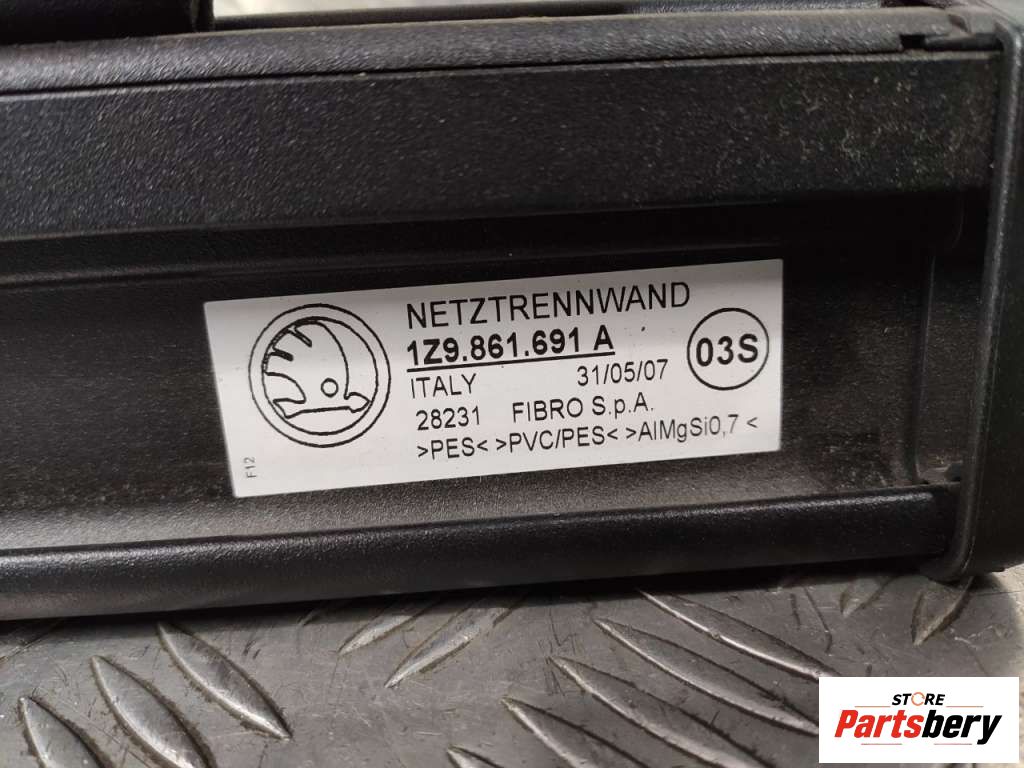 NETZTRENNWAND
1Z9.861.691 A
ITALY 31/05/07
03S
28231 FIBRO S.p.A.
>PES< >PVC/PES< >AlMgSi0,7 <
F12
STORE
Partsbery